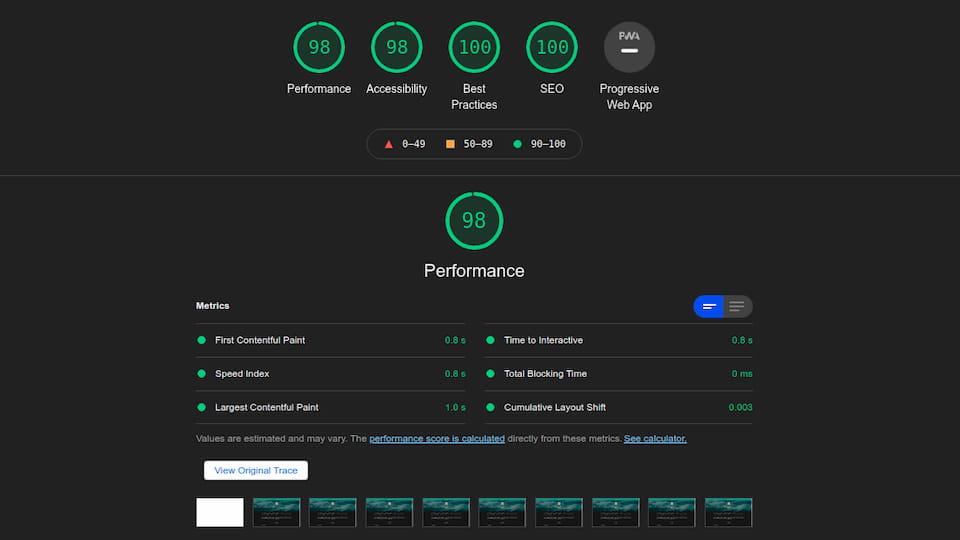 98 98 100 100 PWA
Performance Accessibility Best Practices SEO Progressive Web App
0–49 50–89 90–100
98
Performance
Metrics
First Contentful Paint 0.8 s
Time to Interactive 0.8 s
Speed Index 0.8 s
Total Blocking Time 0 ms
Largest Contentful Paint 1.0 s
Cumulative Layout Shift 0.003
Values are estimated and may vary. The performance score is calculated directly from these metrics. See calculator.
View Original Trace